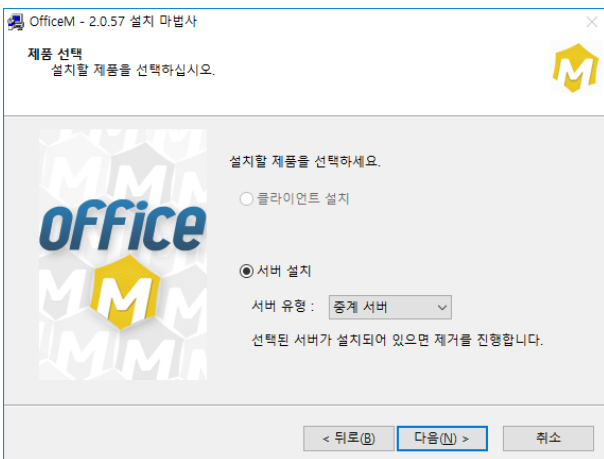 OfficeM - 2.0.57 설치 마법사
제품 선택
설치할 제품을 선택하십시오.
M
설치할 제품을 선택하세요.
클라이언트 설치
office
M
서버 설치
서버 유형 : 중계 서버
선택된 서버가 설치되어 있으면 제거를 진행합니다.
< 뒤로(B) 다음(N) > 취소